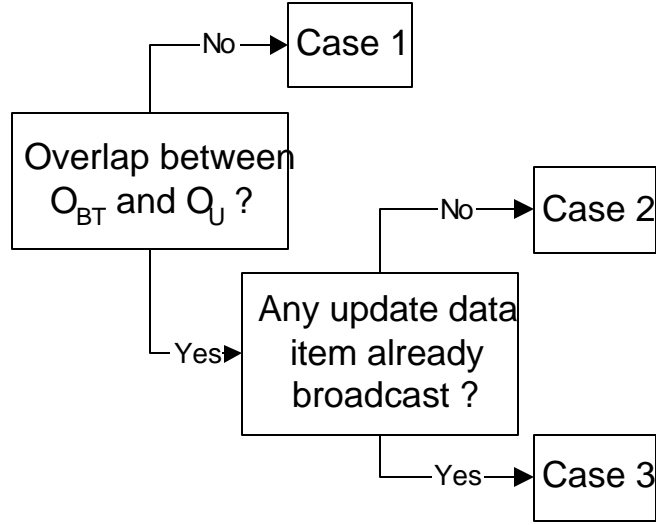 No
Case 1
Overlap between
O_BT and O_U ?
No
Case 2
Yes
Any update data
item already
broadcast ?
Yes
Case 3